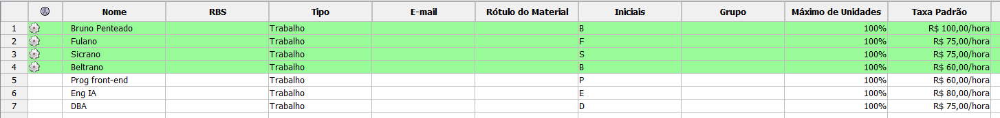 Nome RBS Tipo E-mail Rótulo do Material Iniciais Grupo Máximo de Unidades Taxa Padrão
1 Bruno Penteado Trabalho B 100% R$ 100,00/hora
2 Fulano Trabalho F 100% R$ 75,00/hora
3 Sicrano Trabalho S 100% R$ 75,00/hora
4 Beltrano Trabalho B 100% R$ 60,00/hora
5 Prog front-end Trabalho P 100% R$ 60,00/hora
6 Eng IA Trabalho E 100% R$ 80,00/hora
7 DBA Trabalho D 100% R$ 75,00/hora